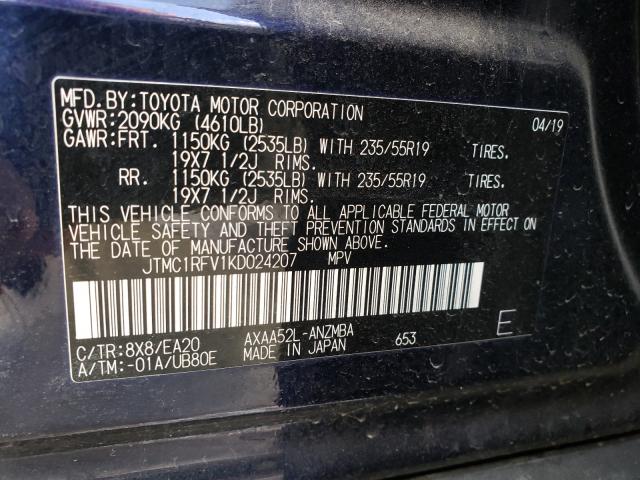 MFD.BY:TOYOTA MOTOR CORPORATION 04/19
GVWR:2090KG (4610LB)
GAWR:FRT. 1150KG (2535LB) WITH 235/55R19 TIRES.
19X7 1/2J RIMS.
RR. 1150KG (2535LB) WITH 235/55R19 TIRES.
19X7 1/2J RIMS.
THIS VEHICLE CONFORMS TO ALL APPLICABLE FEDERAL MOTOR
VEHICLE SAFETY AND THEFT PREVENTION STANDARDS IN EFFECT ON
THE DATE OF MANUFACTURE SHOWN ABOVE.
JTMC1RFV1KD024207 MPV
C/TR:8X8/EA20 AXAA52L-ANZMBA 653 E
A/TM:-01A/UB80E MADE IN JAPAN